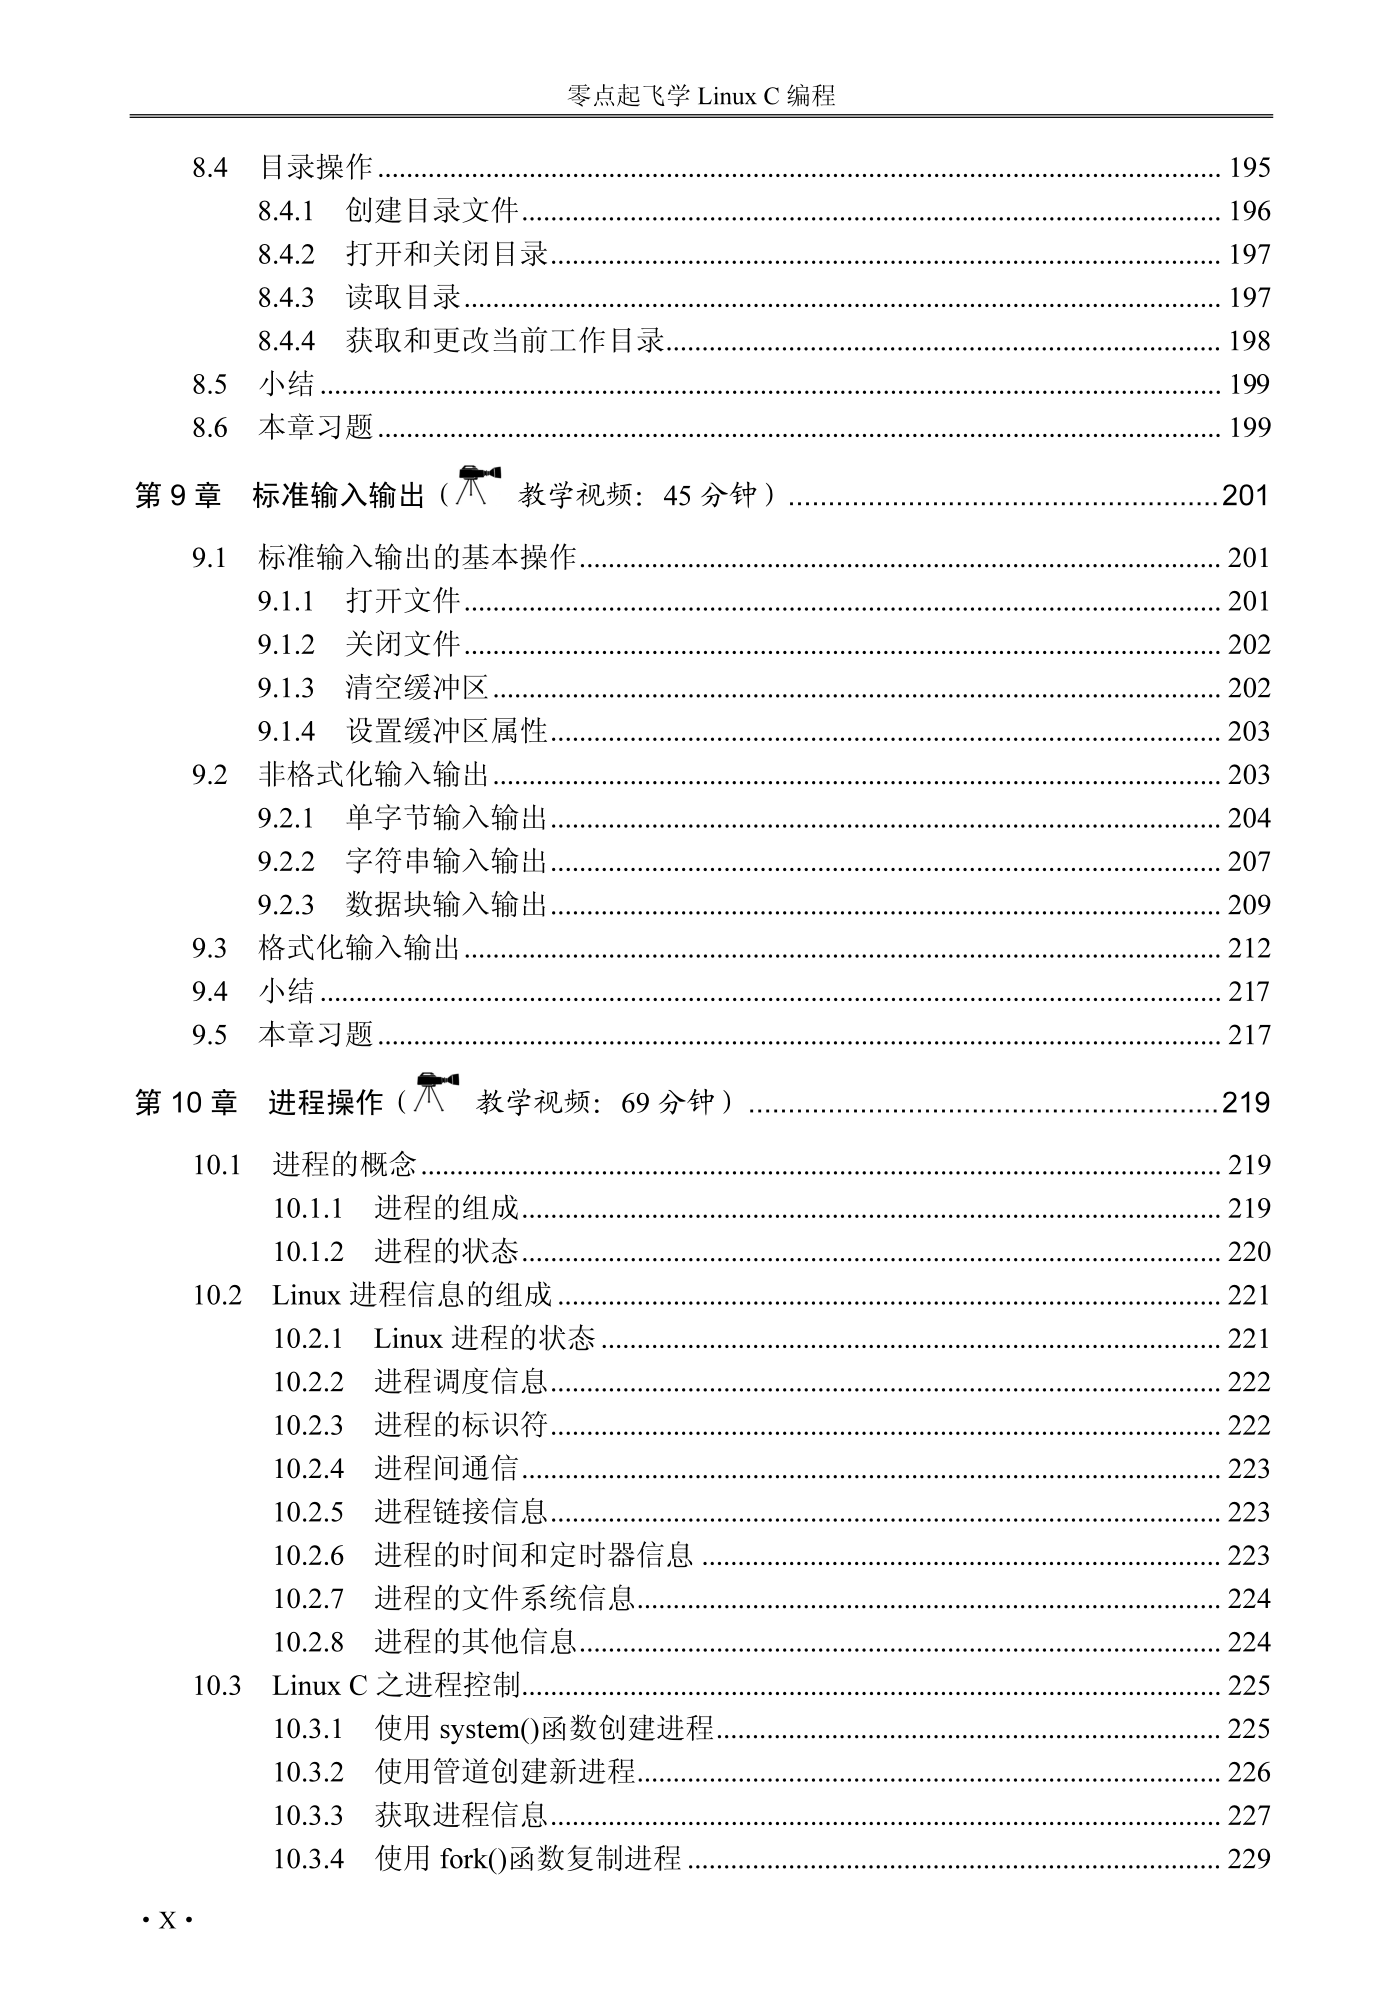 零点起飞学 Linux C 编程
8.4 目录操作 195
8.4.1 创建目录文件 196
8.4.2 打开和关闭目录 197
8.4.3 读取目录 197
8.4.4 获取和更改当前工作目录 198
8.5 小结 199
8.6 本章习题 199
第 9 章 标准输入输出（ 教学视频：45 分钟） 201
9.1 标准输入输出的基本操作 201
9.1.1 打开文件 201
9.1.2 关闭文件 202
9.1.3 清空缓冲区 202
9.1.4 设置缓冲区属性 203
9.2 非格式化输入输出 203
9.2.1 单字节输入输出 204
9.2.2 字符串输入输出 207
9.2.3 数据块输入输出 209
9.3 格式化输入输出 212
9.4 小结 217
9.5 本章习题 217
第 10 章 进程操作（ 教学视频：69 分钟） 219
10.1 进程的概念 219
10.1.1 进程的组成 219
10.1.2 进程的状态 220
10.2 Linux 进程信息的组成 221
10.2.1 Linux 进程的状态 221
10.2.2 进程调度信息 222
10.2.3 进程的标识符 222
10.2.4 进程间通信 223
10.2.5 进程链接信息 223
10.2.6 进程的时间和定时器信息 223
10.2.7 进程的文件系统信息 224
10.2.8 进程的其他信息 224
10.3 Linux C 之进程控制 225
10.3.1 使用 system()函数创建进程 225
10.3.2 使用管道创建新进程 226
10.3.3 获取进程信息 227
10.3.4 使用 fork()函数复制进程 229
·X·